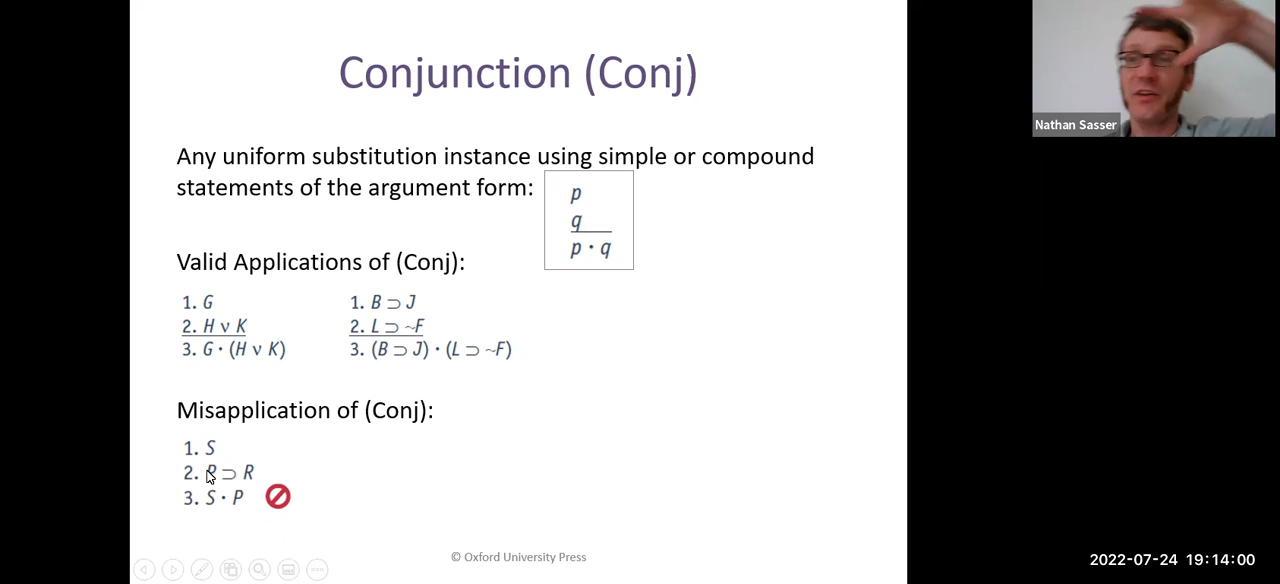 Conjunction (Conj)
Nathan Sasser
Any uniform substitution instance using simple or compound
statements of the argument form:
p
q
p · q
Valid Applications of (Conj):
1. G
2. H v K
3. G · (H v K)
1. B ⊃ J
2. L ⊃ ~F
3. (B ⊃ J) · (L ⊃ ~F)
Misapplication of (Conj):
1. S
2. P ⊃ R
3. S · P
© Oxford University Press
2022-07-24 19:14:00